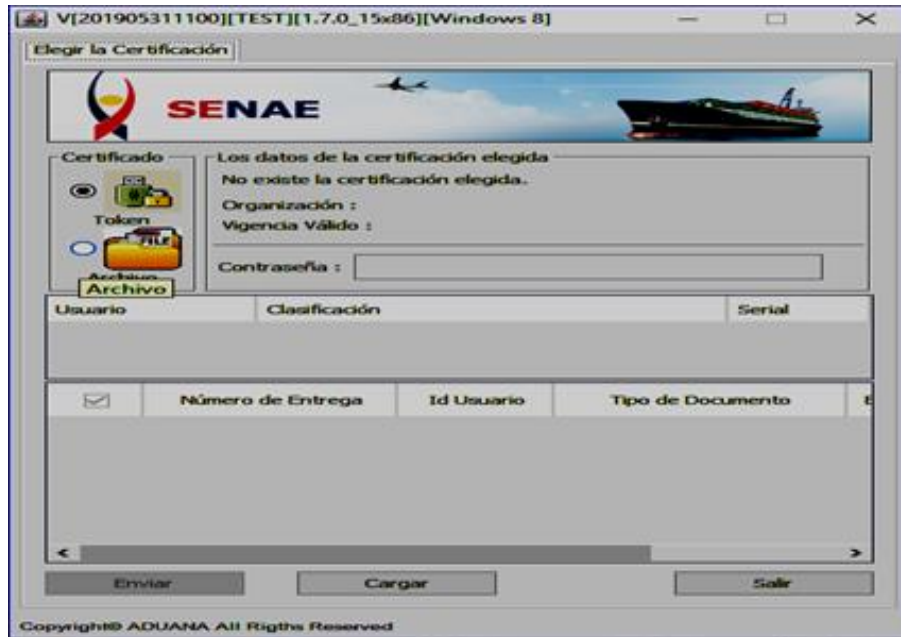 V[201905311100][TEST][1.7.0_15x86][Windows 8]
Elegir la Certificación
SENAE
Certificado
Los datos de la certificación elegida
No existe la certificación elegida.
Organización :
Token
Vigencia Válido :
FILE
Contraseña :
Archivo
Archivo
Usuario Clasificación Serial
Número de Entrega Id Usuario Tipo de Documento
Enviar Cargar Salir
Copyright© ADUANA All Rigths Reserved